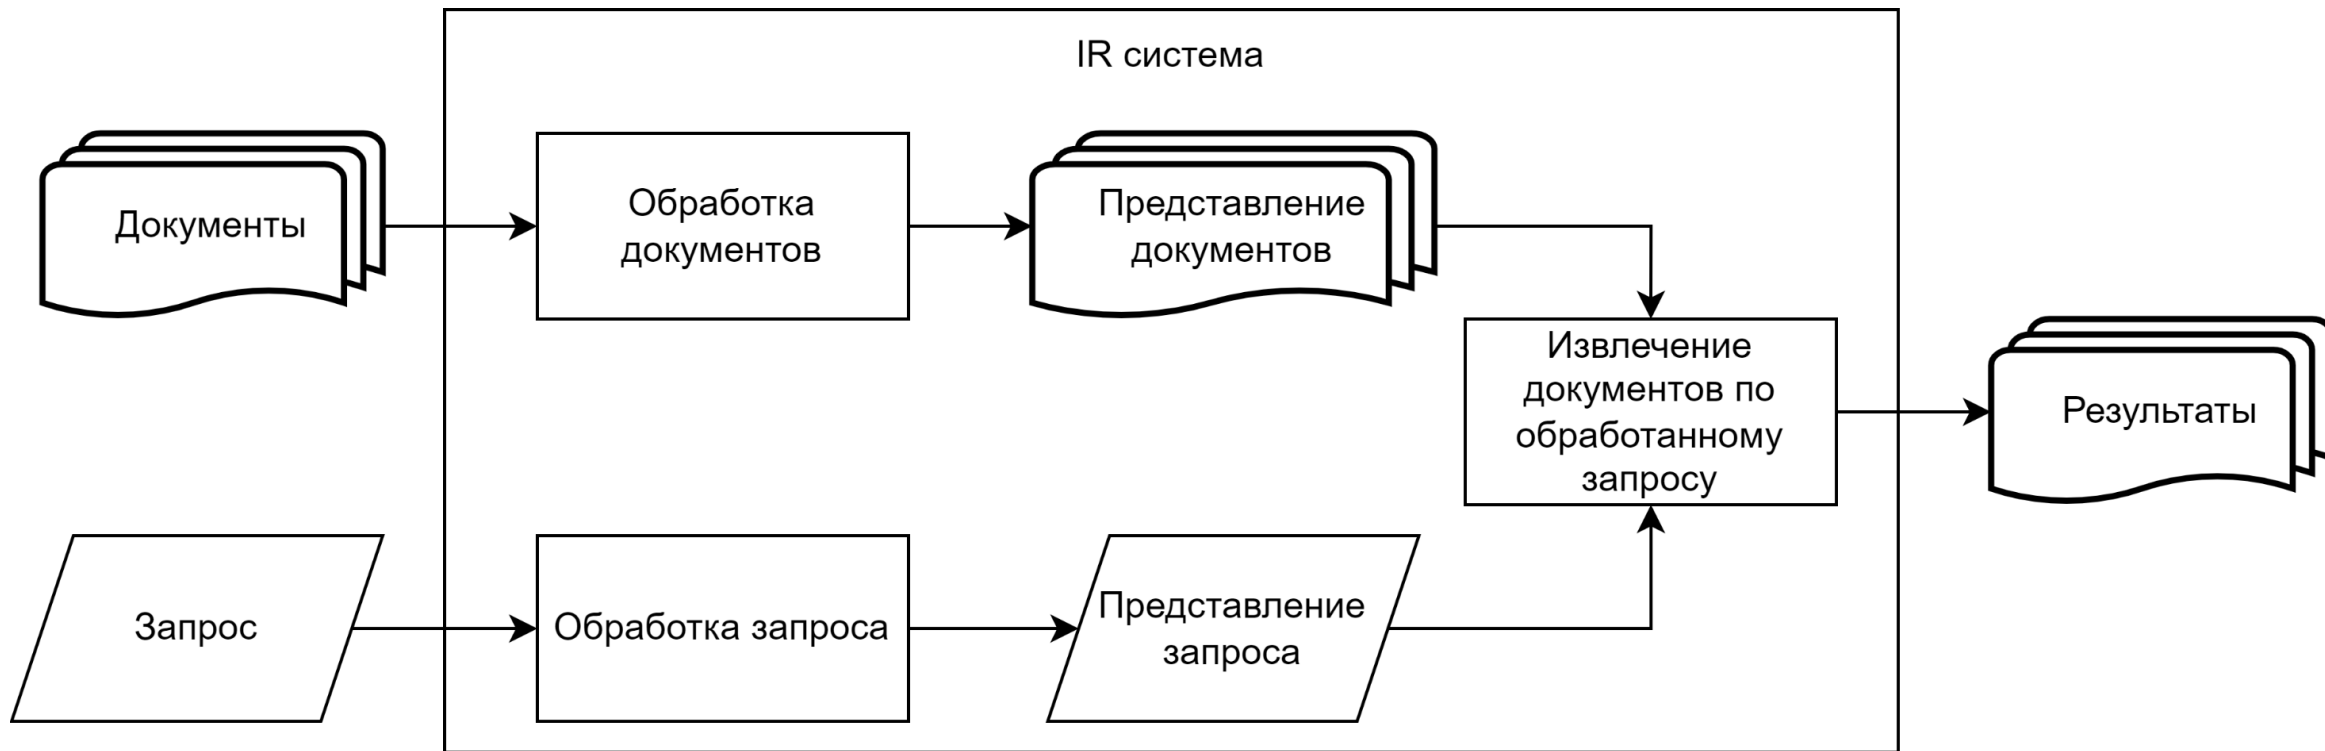 IR система
Документы
Обработка
документов
Представление
документов
Извлечение
документов по
обработанному
запросу
Результаты
Запрос
Обработка запроса
Представление
запроса